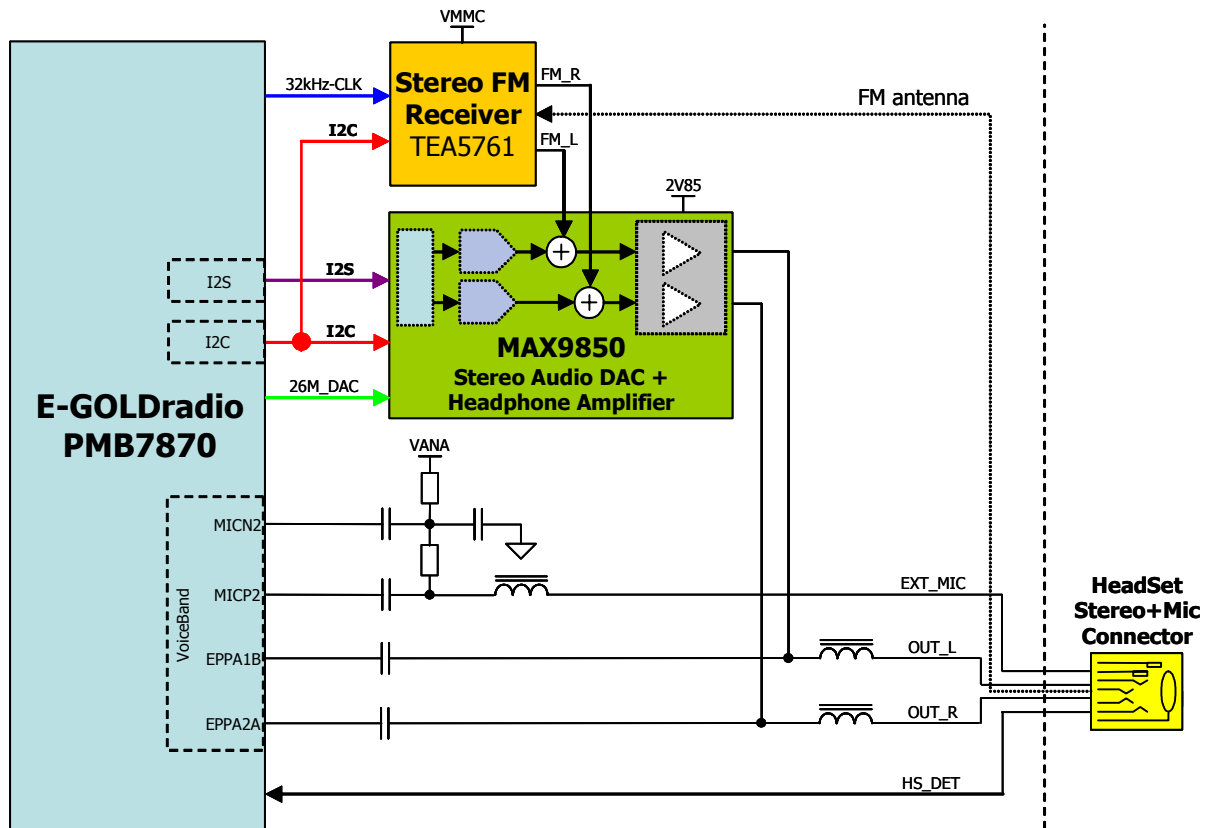 VMMC
32kHz-CLK
Stereo FM
Receiver
TEA5761
FM_R
FM_L
FM antenna
I2C
2V85
I2S
I2S
I2C
I2C
MAX9850
Stereo Audio DAC +
Headphone Amplifier
26M_DAC
E-GOLDradio
PMB7870
VANA
VoiceBand
MICN2
MICP2
EXT_MIC
HeadSet
Stereo+Mic
Connector
EPPA1B
OUT_L
EPPA2A
OUT_R
HS_DET